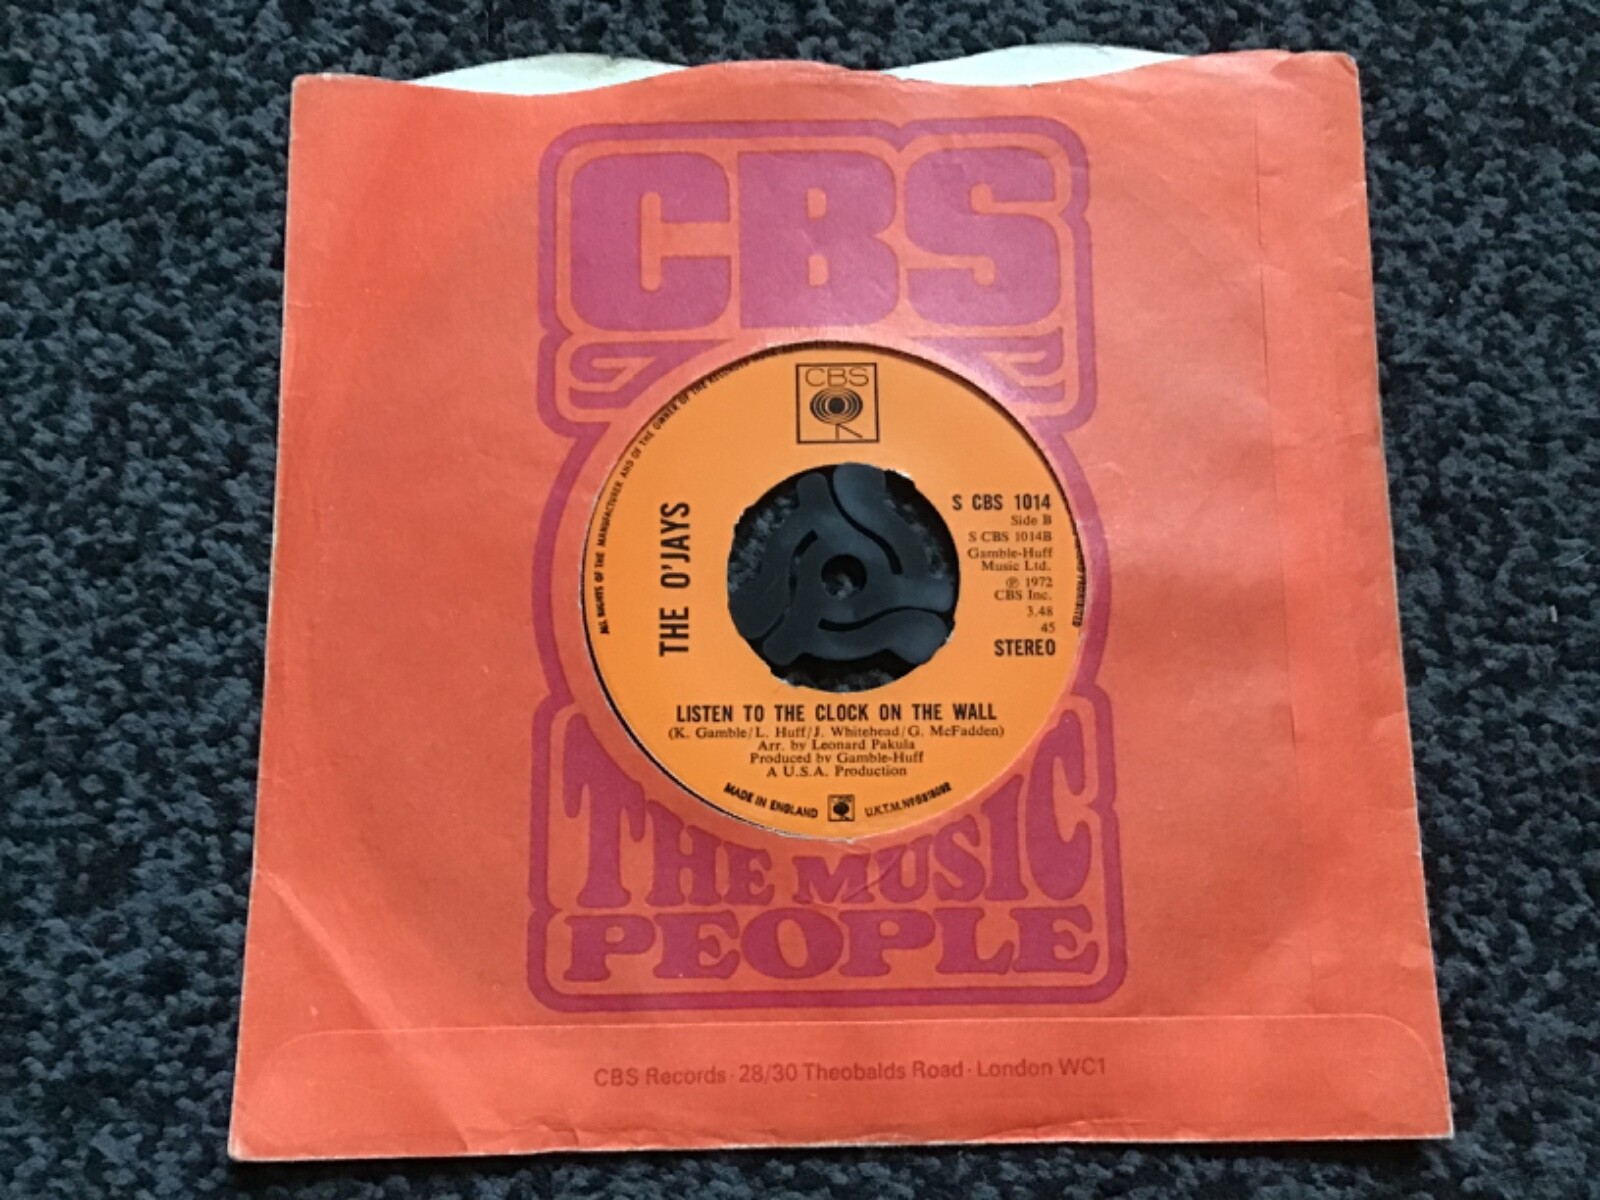 CBS
CBS
ALL RIGHTS OF THE MANUFACTURER AND OF THE OWNER OF THE RECORDED
THE O'JAYS
S CBS 1014
Side B
S CBS 1014B
Gamble-Huff
Music Ltd.
℗ 1972
CBS Inc.
3.48
45
STEREO
LISTEN TO THE CLOCK ON THE WALL
(K. Gamble/L. Huff/J. Whitehead/G. McFadden)
Arr. by Leonard Pakula
Produced by Gamble-Huff
A U.S.A. Production
MADE IN ENGLAND
THE MUSIC
PEOPLE
CBS Records · 28/30 Theobalds Road · London WC1